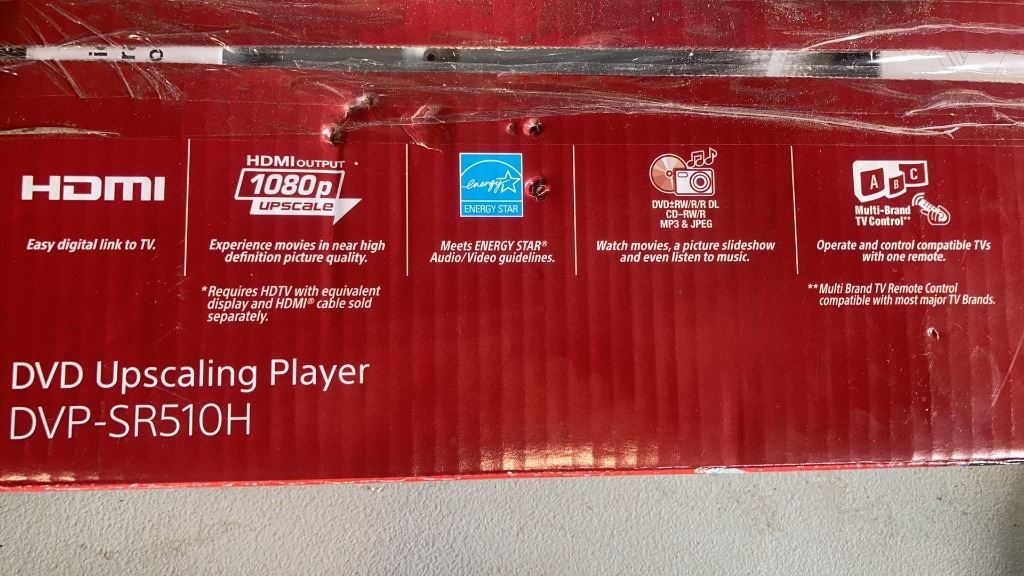 HDMI
Easy digital link to TV.
HDMI OUTPUT *
1080p
UPSCALE
Experience movies in near high
definition picture quality.
*Requires HDTV with equivalent
display and HDMI® cable sold
separately.
energy
ENERGY STAR
Meets ENERGY STAR®
Audio/Video guidelines.
DVD±RW/R/R DL
CD-RW/R
MP3 & JPEG
Watch movies, a picture slideshow
and even listen to music.
A B C
Multi-Brand
TV Control**
Operate and control compatible TVs
with one remote.
**Multi Brand TV Remote Control
compatible with most major TV Brands.
DVD Upscaling Player
DVP-SR510H